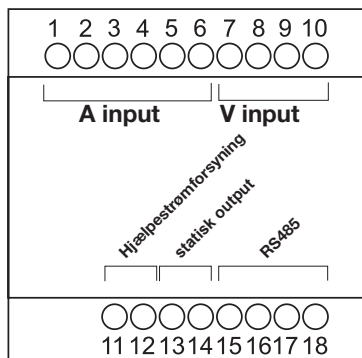 1 2 3 4 5 6 7 8 9 10
A input V input
Hjælpestrømforsyning
statisk output
RS485
11 12 13 14 15 16 17 18